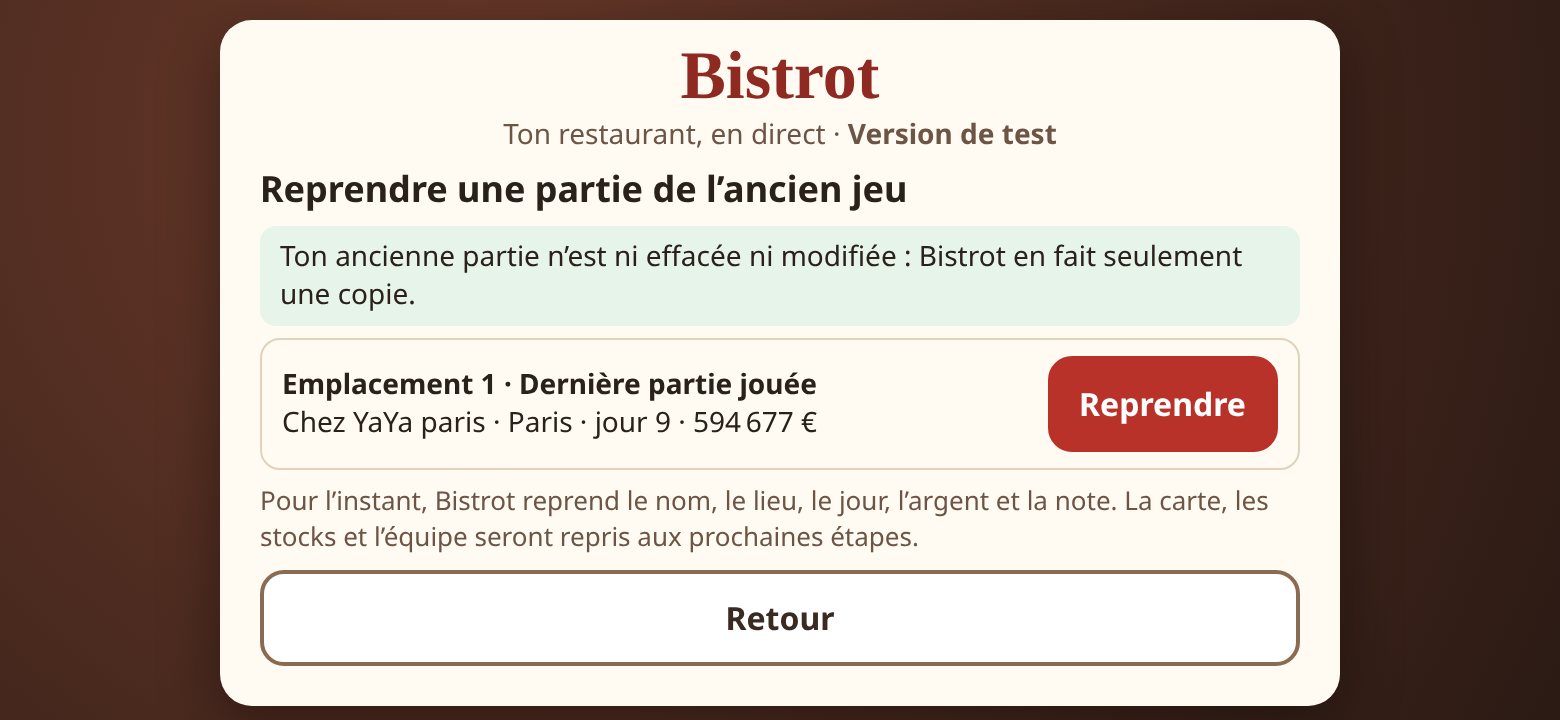 Bistrot
Ton restaurant, en direct · Version de test
Reprendre une partie de l’ancien jeu
Ton ancienne partie n’est ni effacée ni modifiée : Bistrot en fait seulement
une copie.
Emplacement 1 · Dernière partie jouée
Chez YaYa paris · Paris · jour 9 · 594 677 €
Reprendre
Pour l’instant, Bistrot reprend le nom, le lieu, le jour, l’argent et la note. La carte, les
stocks et l’équipe seront repris aux prochaines étapes.
Retour